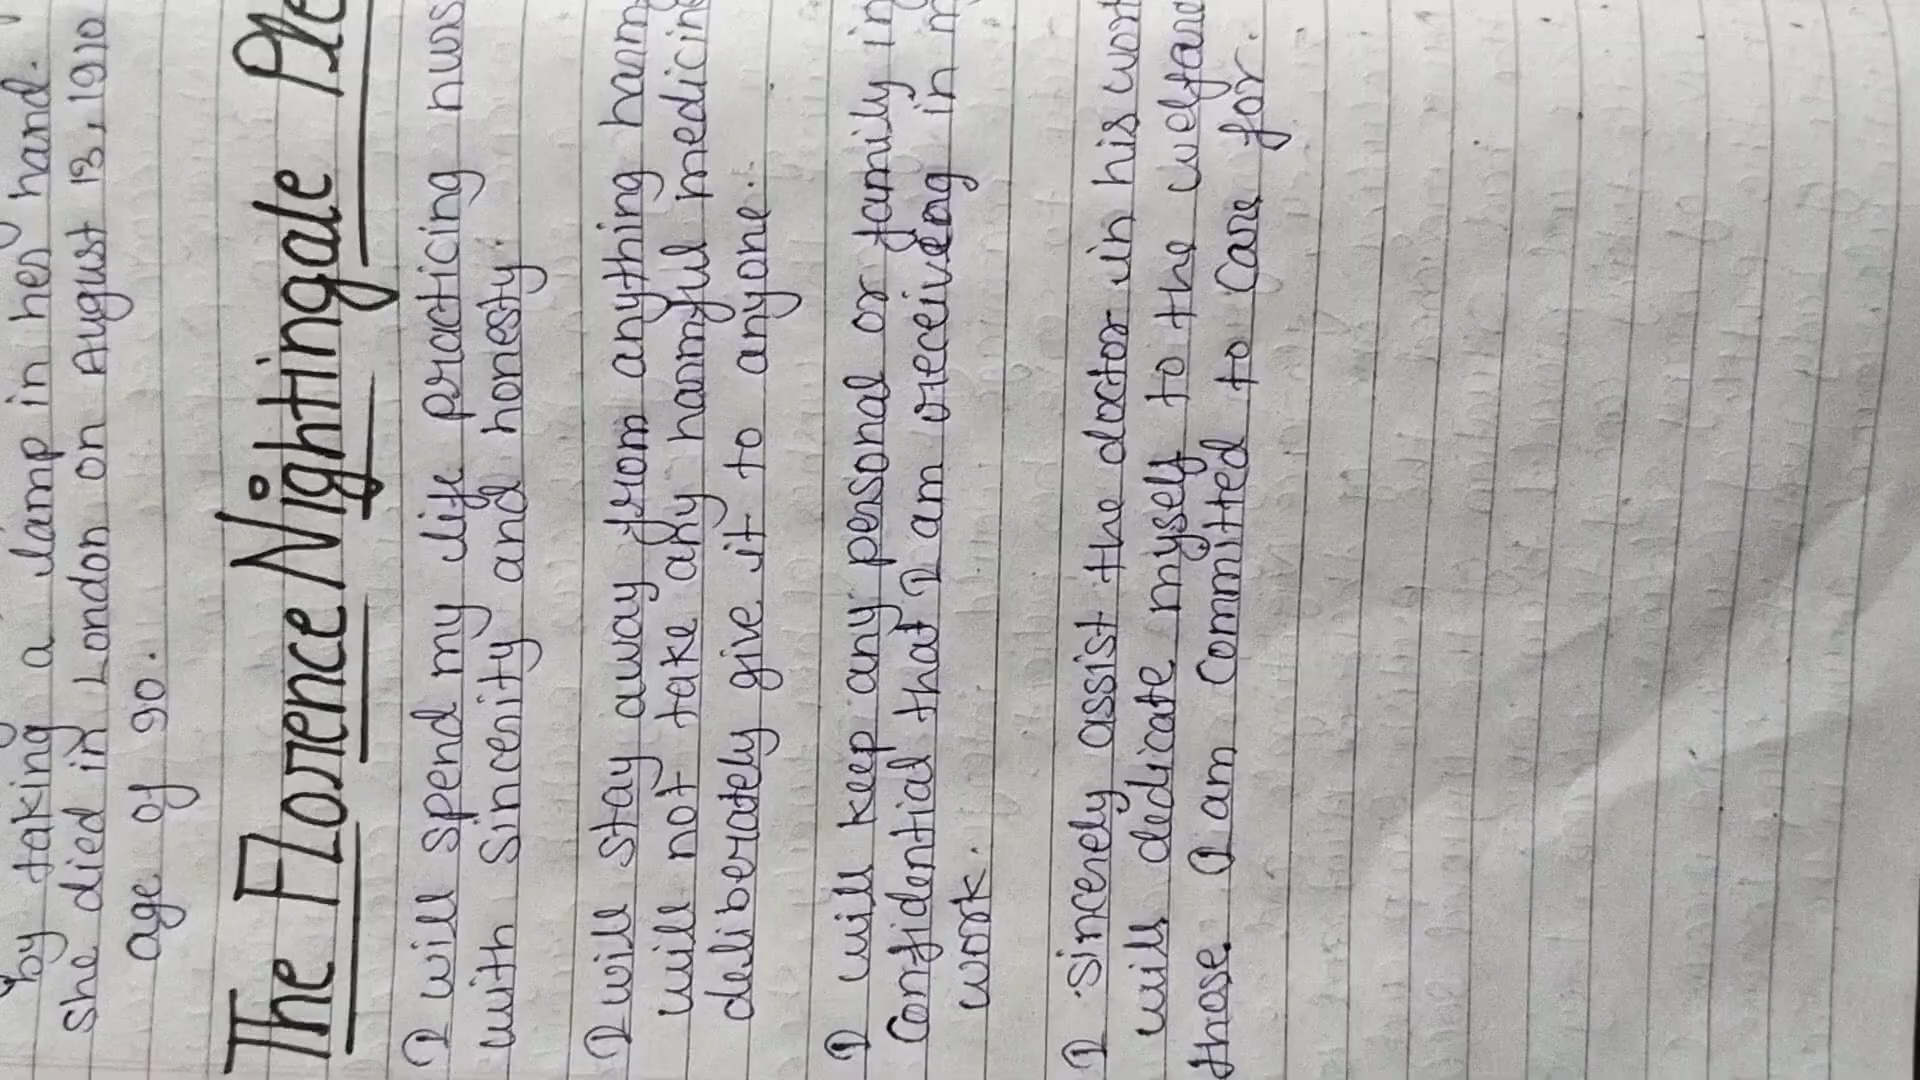 by taking a lamp in her hand.
she died in London on August 13, 1910
age of 90.
The Florence Nightingale Ple
I will spend my life practicing nurs
with sincerity and honesty.
I will stay away from anything harm
will not take any harmful medicin
deliberately give it to anyone.
I will keep any personal or family in
Confidential that I am receiving in m
work.
I sincerely assist the doctor in his work
will dedicate myself to the welfare
those. I am Committed to Care for.